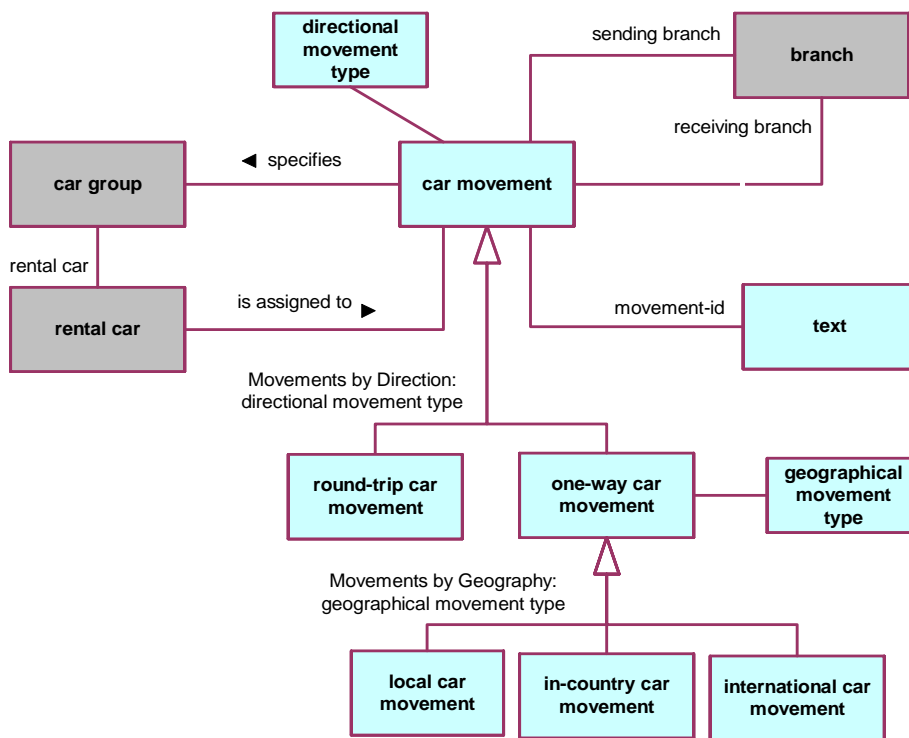 directional
movement
type
sending branch
branch
receiving branch
◄ specifies
car group
car movement
rental car
is assigned to ►
rental car
movement-id
text
Movements by Direction:
directional movement type
round-trip car
movement
one-way car
movement
geographical
movement
type
Movements by Geography:
geographical movement type
local car
movement
in-country car
movement
international car
movement